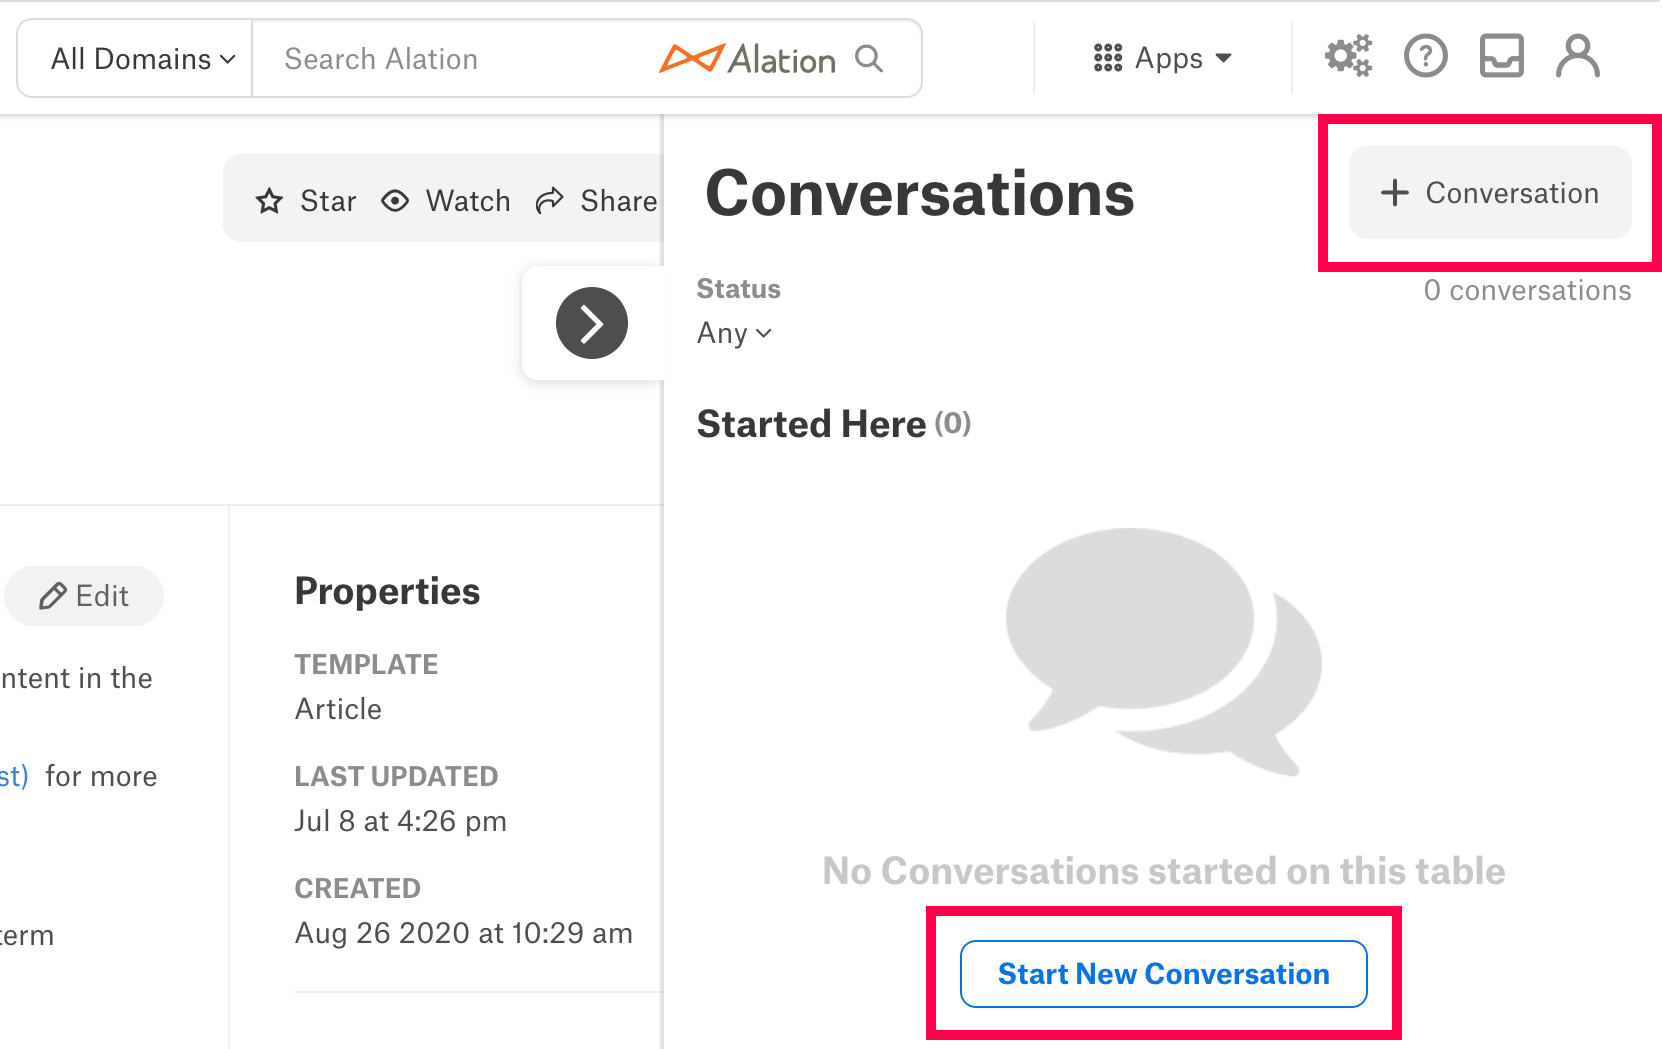 All Domains
Search Alation
Alation
Apps
?
Star
Watch
Share
Conversations
+ Conversation
Status
0 conversations
Any
Started Here (0)
Edit
ntent in the
st) for more
term
Properties
TEMPLATE
Article
LAST UPDATED
Jul 8 at 4:26 pm
CREATED
Aug 26 2020 at 10:29 am
No Conversations started on this table
Start New Conversation